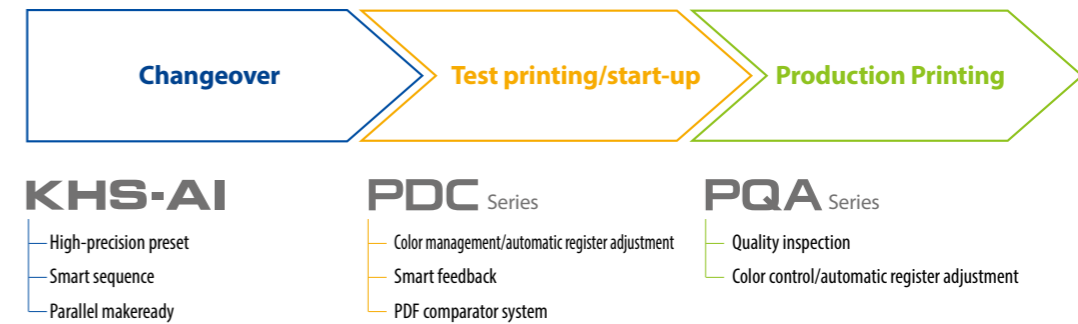 Changeover
Test printing/start-up
Production Printing
KHS-AI
High-precision preset
Smart sequence
Parallel makeready
PDC Series
Color management/automatic register adjustment
Smart feedback
PDF comparator system
PQA Series
Quality inspection
Color control/automatic register adjustment